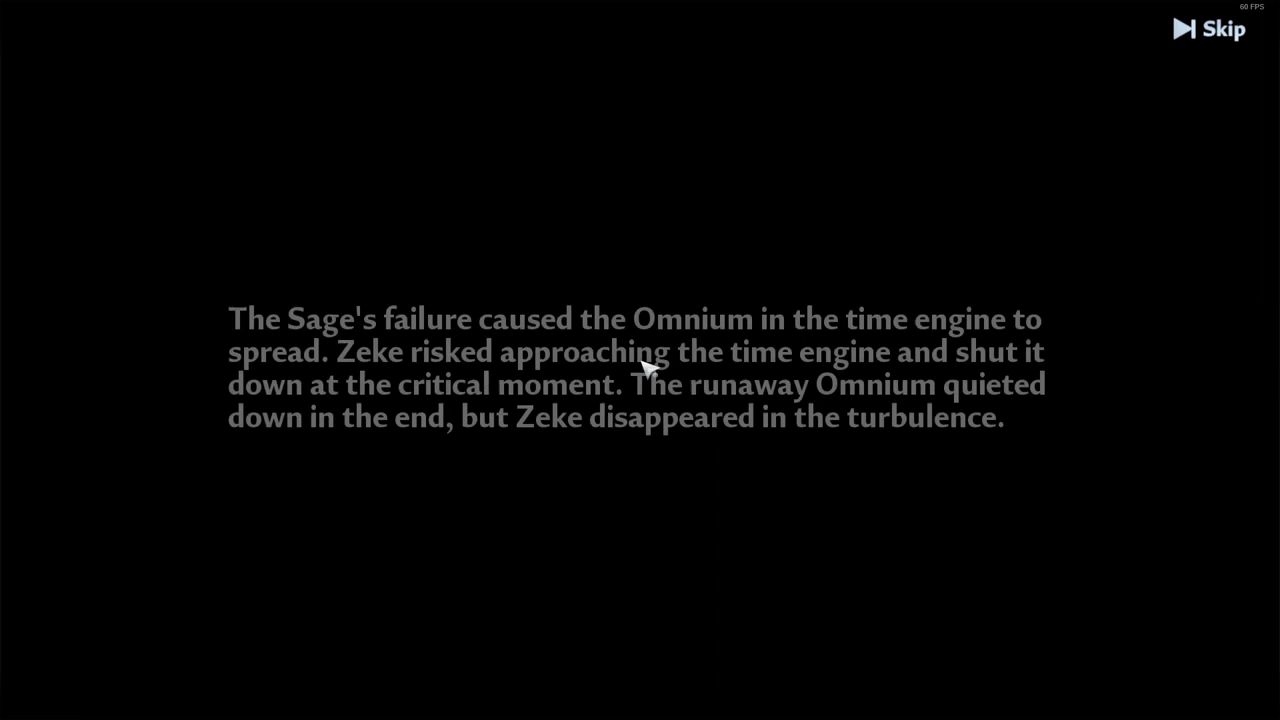 60 FPS
Skip
The Sage's failure caused the Omnium in the time engine to
spread. Zeke risked approaching the time engine and shut it
down at the critical moment. The runaway Omnium quieted
down in the end, but Zeke disappeared in the turbulence.